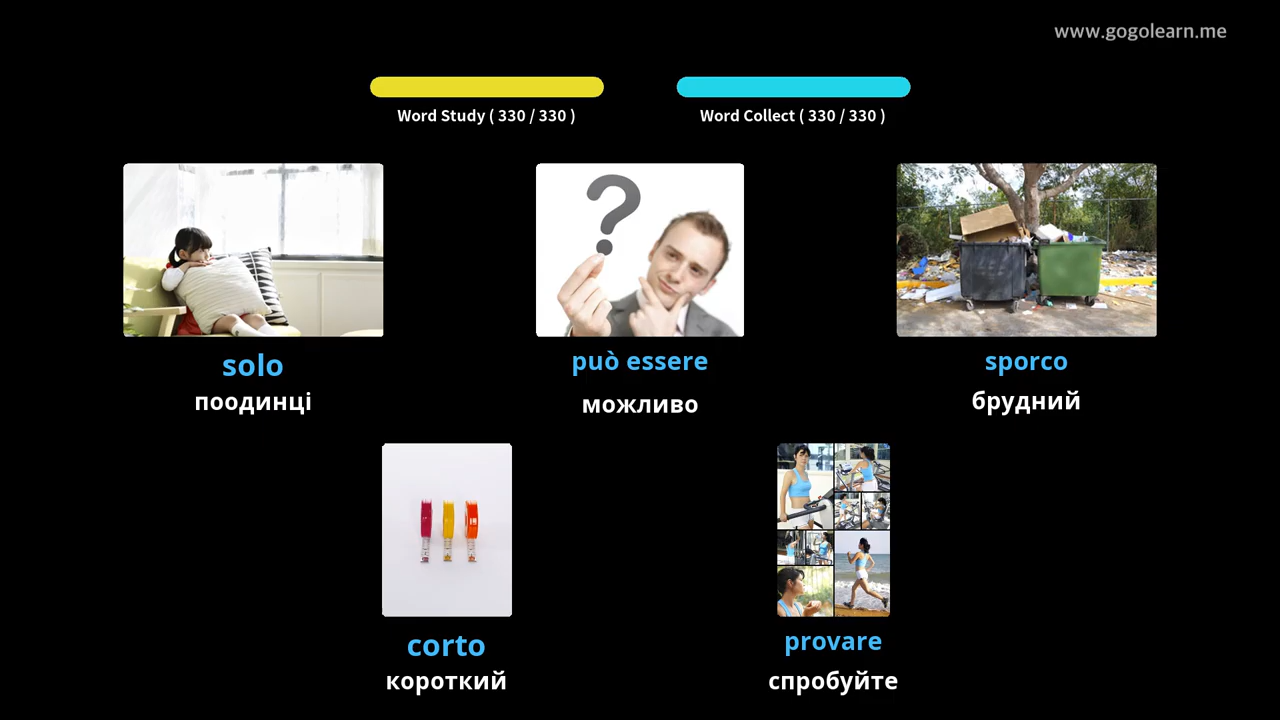 www.gogolearn.me
Word Study ( 330 / 330 )
Word Collect ( 330 / 330 )
solo
поодинці
può essere
можливо
sporco
брудний
corto
короткий
provare
спробуйте